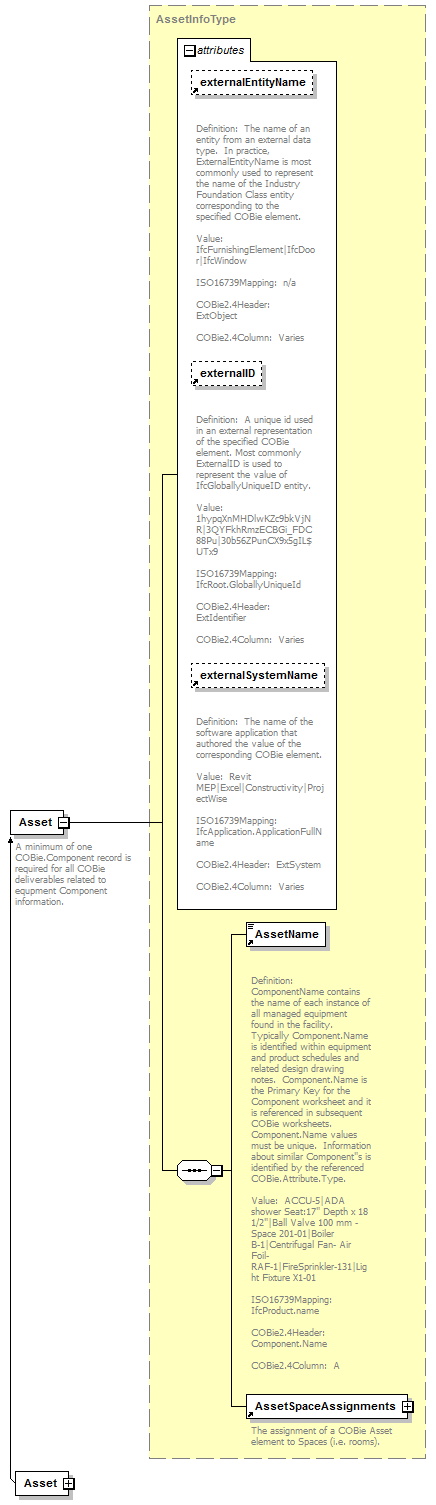 AssetInfoType
attributes
externalEntityName
Definition:  The name of an
entity from an external data
type.  In practice,
ExternalEntityName is most
commonly used to represent
the name of the Industry
Foundation Class entity
corresponding to the
specified COBie element.
Value:
IfcFurnishingElement|IfcDoo
r|IfcWindow
ISO16739Mapping:  n/a
COBie2.4Header:
ExtObject
COBie2.4Column:  Varies
externalID
Definition:  A unique id used
in an external representation
of the specified COBie
element. Most commonly
ExternalID is used to
represent the value of
IfcGloballyUniqueID entity.
Value:
1hypqXnMHDlwKZc9bkVjN
R|3QYFkhRmzECBGi_FDC
88Pu|30b56ZPunCX9x5gIL$
UTx9
ISO16739Mapping:
IfcRoot.GloballyUniqueId
COBie2.4Header:
ExtIdentifier
COBie2.4Column:  Varies
externalSystemName
Definition:  The name of the
software application that
authored the value of the
corresponding COBie element.
Value:  Revit
MEP|Excel|Constructivity|Proj
ectWise
ISO16739Mapping:
IfcApplication.ApplicationFullN
ame
COBie2.4Header:  ExtSystem
COBie2.4Column:  Varies
Asset
A minimum of one
COBie.Component record is
required for all COBie
deliverables related to
equpment Component
information.
AssetName
Definition:
ComponentName contains
the name of each instance of
all managed equipment
found in the facility.
Typically Component.Name
is identified within equipment
and product schedules and
related design drawing
notes.  Component.Name is
the Primary Key for the
Component worksheet and it
is referenced in subsequent
COBie worksheets.
Component.Name values
must be unique.  Information
about similar Component"s is
identified by the referenced
COBie.Attribute.Type.
Value:  ACCU-5|ADA
shower Seat:17" Depth x 18
1/2"|Ball Valve 100 mm -
Space 201-01|Boiler
B-1|Centrifugal Fan- Air
Foil-
RAF-1|FireSprinkler-131|Lig
ht Fixture X1-01
ISO16739Mapping:
IfcProduct.name
COBie2.4Header:
Component.Name
COBie2.4Column:  A
AssetSpaceAssignments
The assignment of a COBie Asset
element to Spaces (i.e. rooms).
Asset